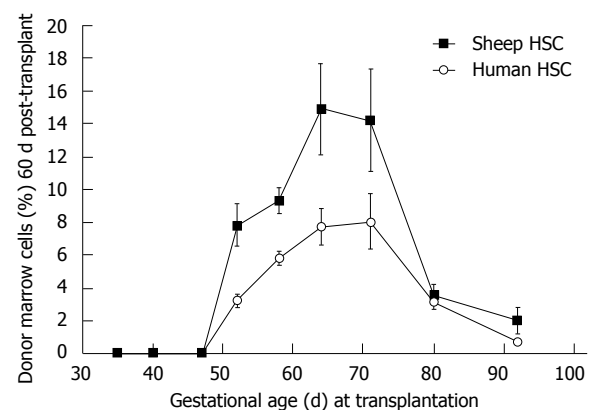 Donor marrow cells (%) 60 d post-transplant
20
18
16
14
12
10
8
6
4
2
0
Sheep HSC
Human HSC
30 40 50 60 70 80 90 100
Gestational age (d) at transplantation